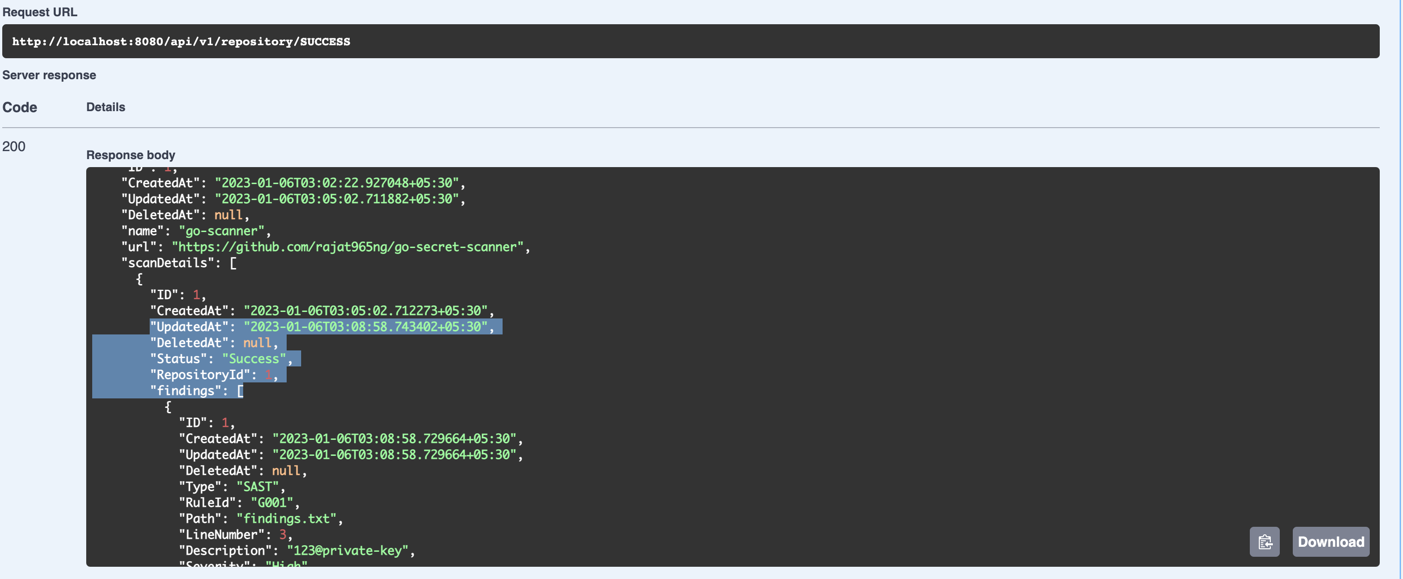 Request URL
http://localhost:8080/api/v1/repository/SUCCESS
Server response
Code Details
200
Response body
"ID": 1,
"CreatedAt": "2023-01-06T03:02:22.927048+05:30",
"UpdatedAt": "2023-01-06T03:05:02.711882+05:30",
"DeletedAt": null,
"name": "go-scanner",
"url": "https://github.com/rajat965ng/go-secret-scanner",
"scanDetails": [
{
"ID": 1,
"CreatedAt": "2023-01-06T03:05:02.712273+05:30",
"UpdatedAt": "2023-01-06T03:08:58.743402+05:30",
"DeletedAt": null,
"Status": "Success",
"RepositoryId": 1,
"findings": [
{
"ID": 1,
"CreatedAt": "2023-01-06T03:08:58.729664+05:30",
"UpdatedAt": "2023-01-06T03:08:58.729664+05:30",
"DeletedAt": null,
"Type": "SAST",
"RuleId": "G001",
"Path": "findings.txt",
"LineNumber": 3,
"Description": "123@private-key",
"Severity": "High"
Download